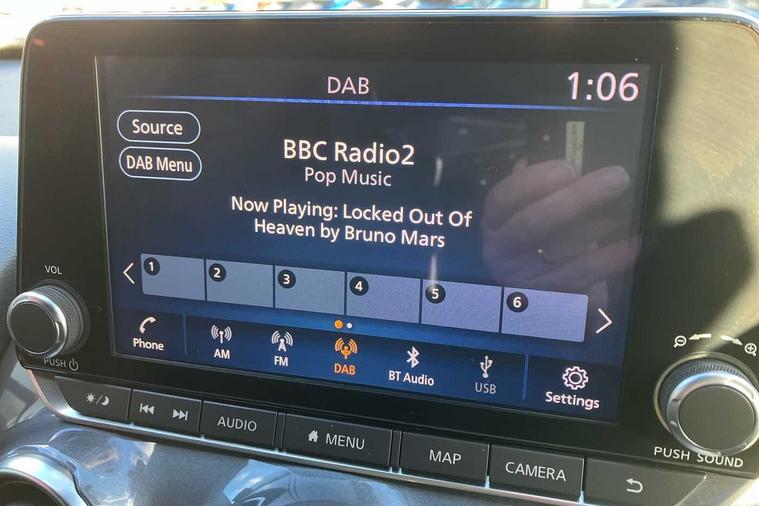 DAB
1:06
Source
DAB Menu
BBC Radio2
Pop Music
Now Playing: Locked Out Of
Heaven by Bruno Mars
1 2 3 4 5 6
Phone
AM
FM
DAB
BT Audio
USB
Settings
VOL
PUSH
AUDIO
MENU
MAP
CAMERA
PUSH SOUND